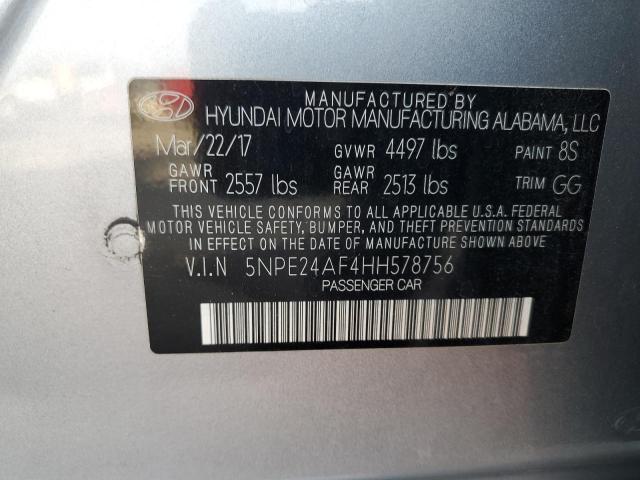 MANUFACTURED BY
HYUNDAI MOTOR MANUFACTURING ALABAMA, LLC
Mar/22/17 GVWR 4497 lbs PAINT 8S
GAWR FRONT 2557 lbs GAWR REAR 2513 lbs TRIM GG
THIS VEHICLE CONFORMS TO ALL APPLICABLE U.S.A. FEDERAL
MOTOR VEHICLE SAFETY, BUMPER, AND THEFT PREVENTION STANDARDS
IN EFFECT ON THE DATE OF MANUFACTURE SHOWN ABOVE.
V.I.N 5NPE24AF4HH578756
PASSENGER CAR